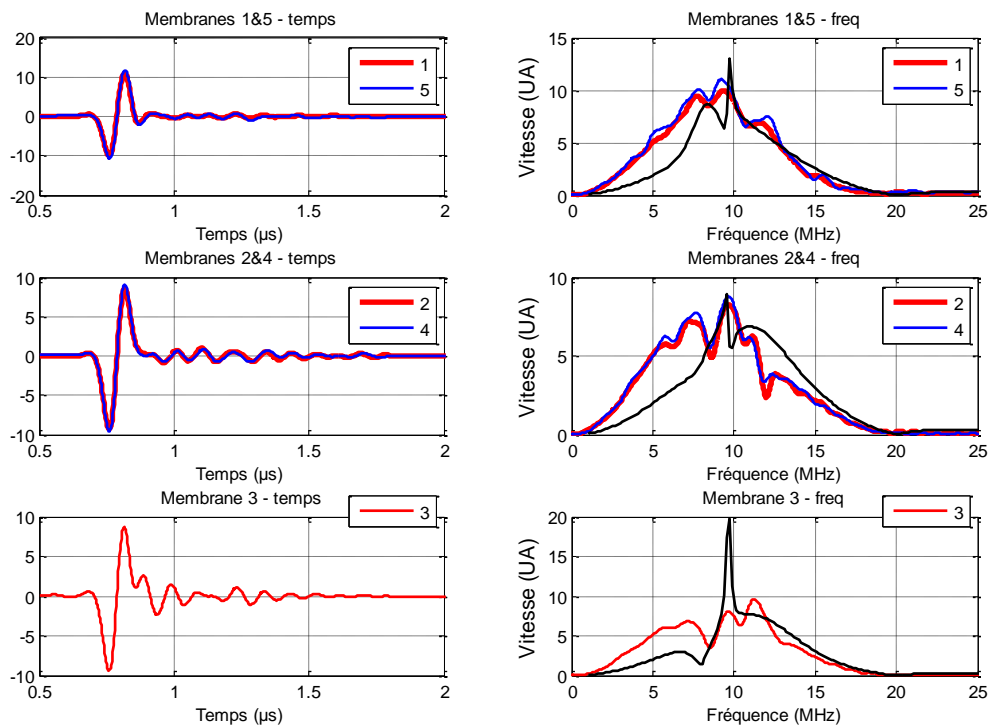 Membranes 1&5 - temps
20
10
0
-10
20
0.5 1 1.5 2
Temps (µs)
1
5
Membranes 1&5 - freq
15
10
5
0
0 5 10 15 20 25
Vitesse (UA)
Fréquence (MHz)
1
5
Membranes 2&4 - temps
10
5
0
-5
-10
0.5 1 1.5 2
Temps (µs)
2
4
Membranes 2&4 - freq
10
5
0
0 5 10 15 20 25
Vitesse (UA)
Fréquence (MHz)
2
4
Membrane 3 - temps
10
5
0
-5
-10
0.5 1 1.5 2
Temps (µs)
3
Membrane 3 - freq
20
15
10
5
0
0 5 10 15 20 25
Vitesse (UA)
Fréquence (MHz)
3